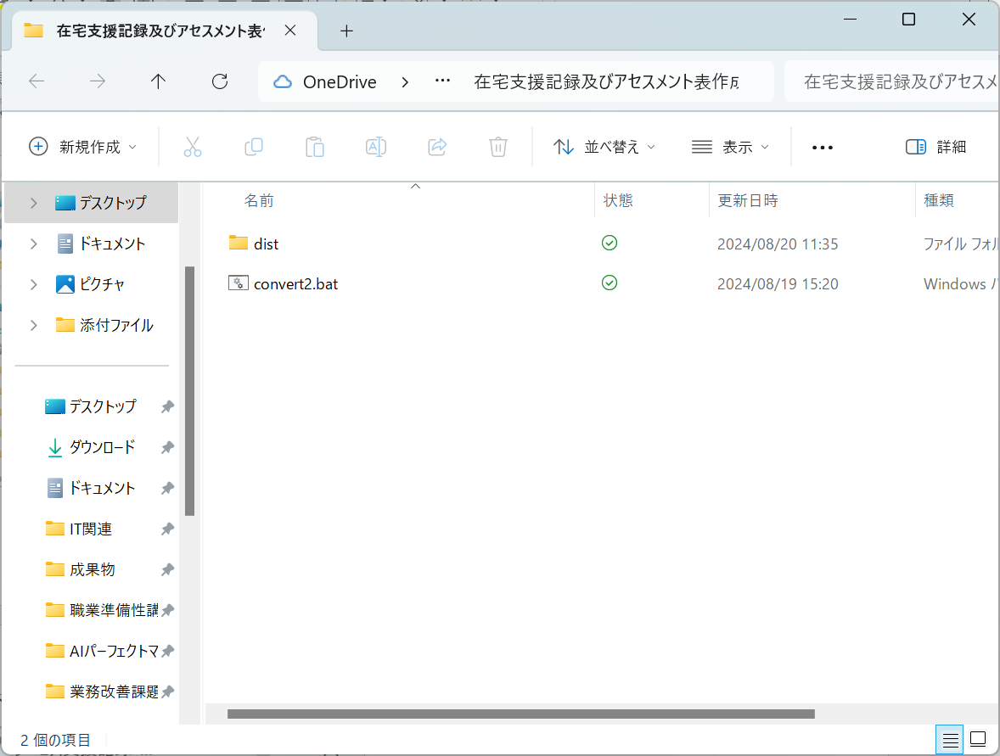 在宅支援記録及びアセスメント表
OneDrive
在宅支援記録及びアセスメント表作成
在宅支援記録及びアセスメ
新規作成
並べ替え
表示
詳細
デスクトップ
ドキュメント
ピクチャ
添付ファイル
デスクトップ
ダウンロード
ドキュメント
IT関連
成果物
職業準備性講
AIパーフェクトマ
業務改善課題
名前 状態 更新日時 種類
dist 2024/08/20 11:35 ファイル フォル
convert2.bat 2024/08/19 15:20 Windows バ
2 個の項目